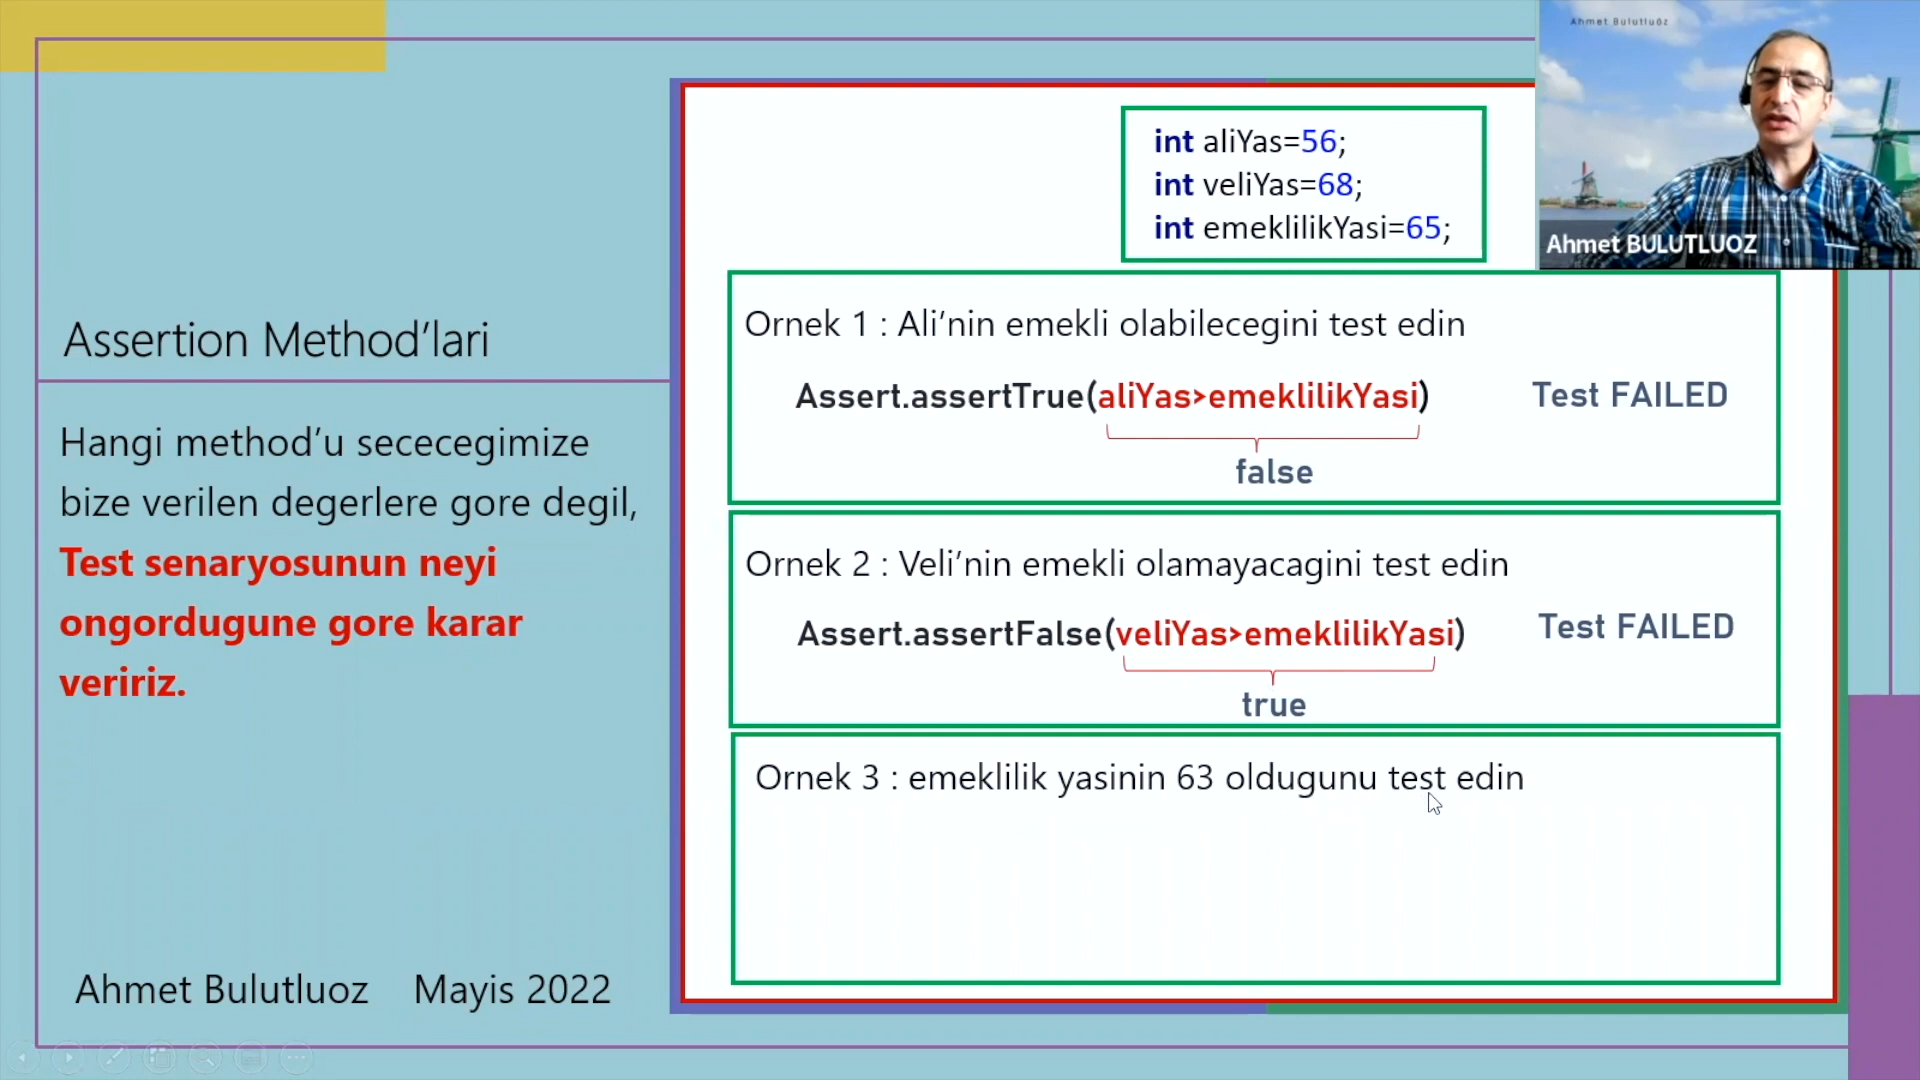 Ahmet Bulutluöz
int aliYas=56;
int veliYas=68;
int emeklilikYasi=65;
Ahmet BULUTLUOZ
Assertion Method’lari
Hangi method’u sececegimize
bize verilen degerlere gore degil,
Test senaryosunun neyi
ongordugune gore karar
veririz.
Ahmet Bulutluoz Mayis 2022
Ornek 1 : Ali’nin emekli olabilecegini test edin
Assert.assertTrue(aliYas>emeklilikYasi) Test FAILED
false
Ornek 2 : Veli’nin emekli olamayacagini test edin
Assert.assertFalse(veliYas>emeklilikYasi) Test FAILED
true
Ornek 3 : emeklilik yasinin 63 oldugunu test edin